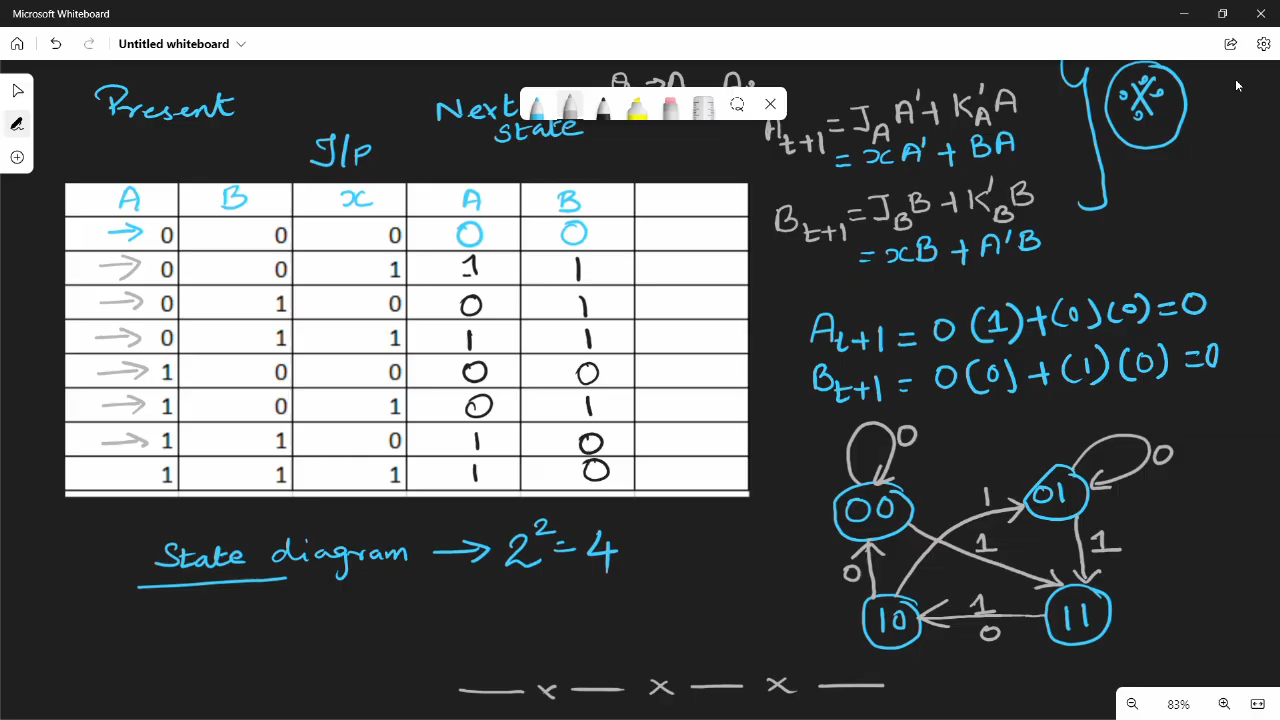 Microsoft Whiteboard
Untitled whiteboard
Present
Next
state
I/P
A B x A B
0 0 0 0 0
0 0 1 1 1
0 1 0 0 1
0 1 1 1 1
1 0 0 0 0
1 0 1 0 1
1 1 0 1 0
1 1 1 1 0
State diagram → 2² = 4
A t+1 = J_A A' + K'_A A
= xA' + BA
B t+1 = J_B B + K'_B B
= xB + A'B
A t+1 = 0 (1) + (0) (0) = 0
B t+1 = 0 (0) + (1) (0) = 0
0
00
1
01
0
1
1
0
10
1
0
11
— x — x — x —
83%